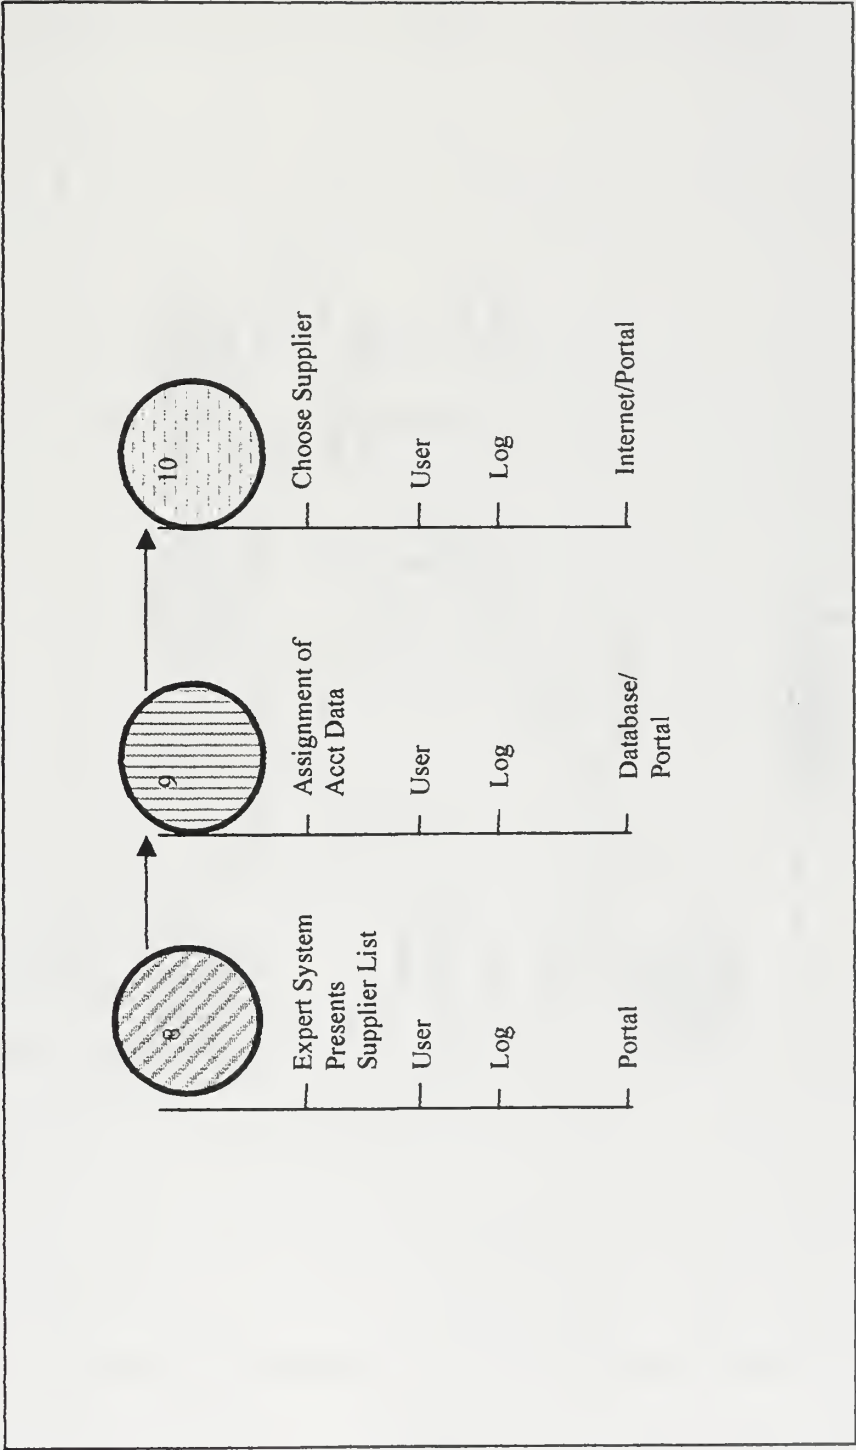 8
Expert System
Presents
Supplier List
User
Log
Portal
9
Assignment of
Acct Data
User
Log
Database/
Portal
10
Choose Supplier
User
Log
Internet/Portal